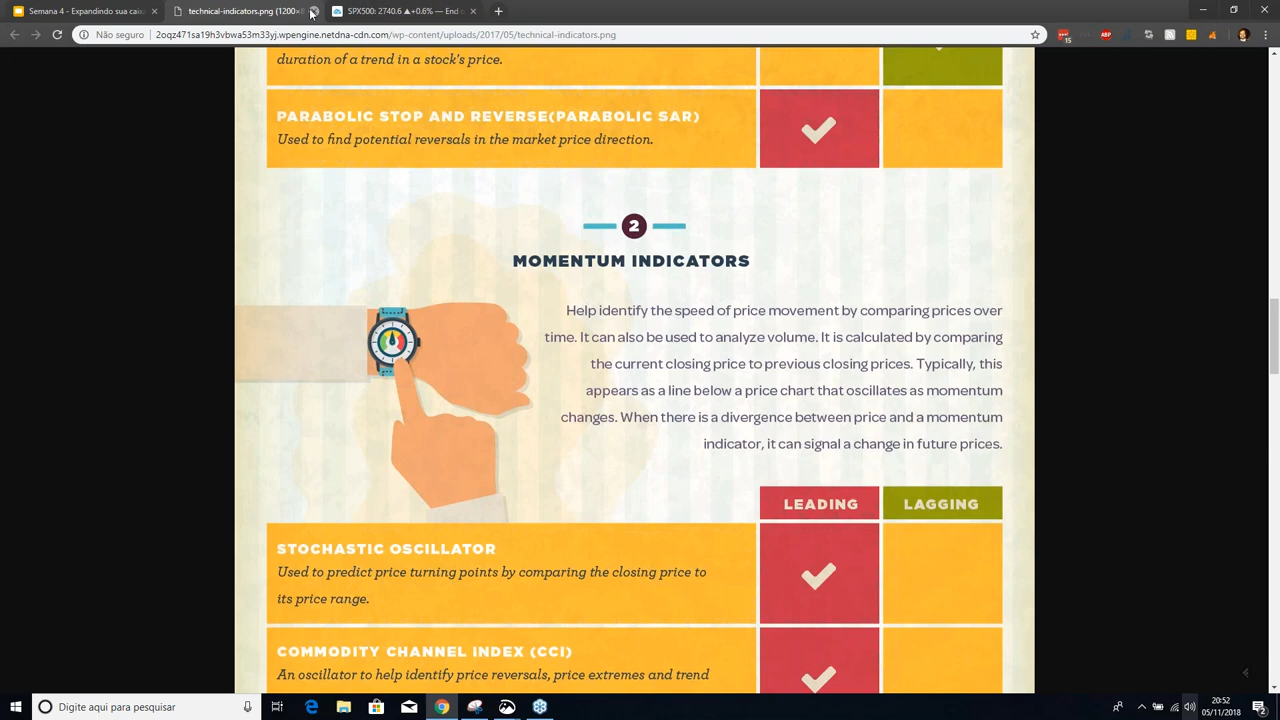 Semana 4 - Expandindo sua caix
technical-indicators.png (1200×
SPX500: 2740.6 ▲+0.6% — End o
Não seguro
2oqz471sa19h3vbwa53m33yj.wpengine.netdna-cdn.com/wp-content/uploads/2017/05/technical-indicators.png
15
ABP
duration of a trend in a stock's price.
PARABOLIC STOP AND REVERSE(PARABOLIC SAR)
Used to find potential reversals in the market price direction.
2
MOMENTUM INDICATORS
Help identify the speed of price movement by comparing prices over
time. It can also be used to analyze volume. It is calculated by comparing
the current closing price to previous closing prices. Typically, this
appears as a line below a price chart that oscillates as momentum
changes. When there is a divergence between price and a momentum
indicator, it can signal a change in future prices.
LEADING LAGGING
STOCHASTIC OSCILLATOR
Used to predict price turning points by comparing the closing price to
its price range.
COMMODITY CHANNEL INDEX (CCI)
An oscillator to help identify price reversals, price extremes and trend
Digite aqui para pesquisar
20:52
05/11/2018
2